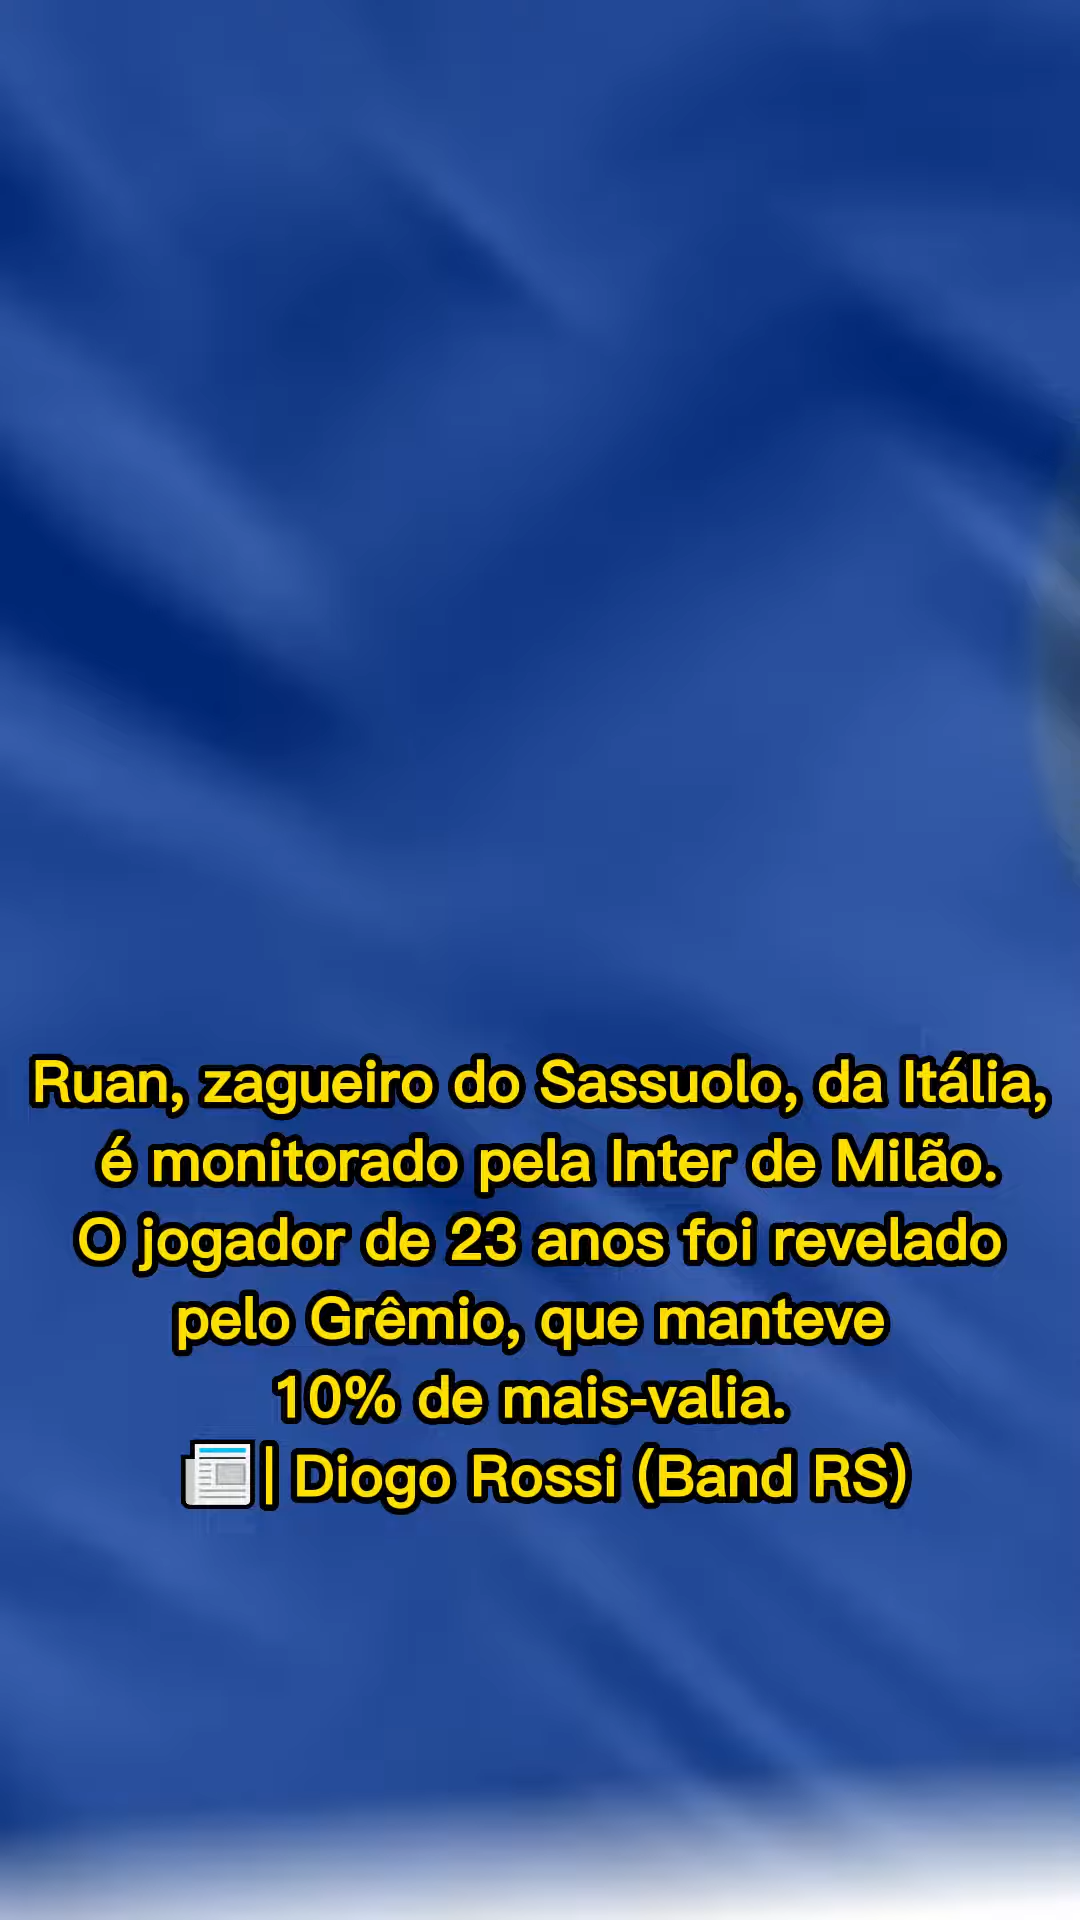 Ruan, zagueiro do Sassuolo, da Itália,
é monitorado pela Inter de Milão.
O jogador de 23 anos foi revelado
pelo Grêmio, que manteve
10% de mais-valia.
📰| Diogo Rossi (Band RS)